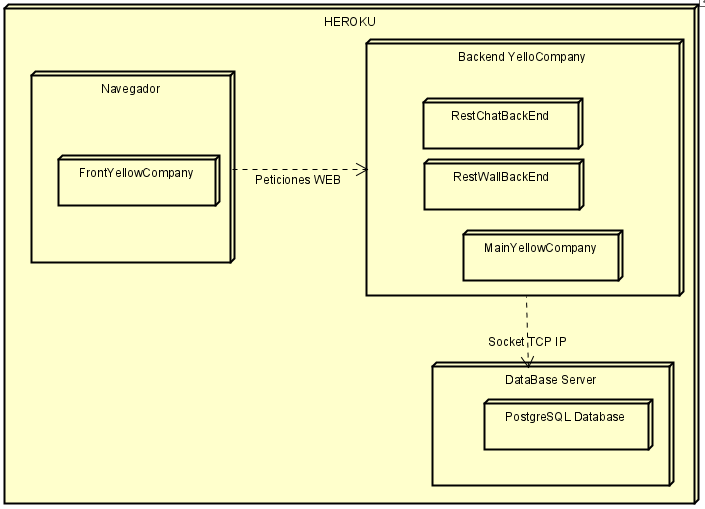 HEROKU
Navegador
FrontYellowCompany
Peticiones WEB
Backend YelloCompany
RestChatBackEnd
RestWallBackEnd
MainYellowCompany
Socket TCP IP
DataBase Server
PostgreSQL Database